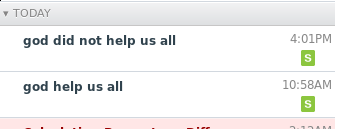 TODAY
god did not help us all 4:01PM
S
god help us all 10:58AM
S